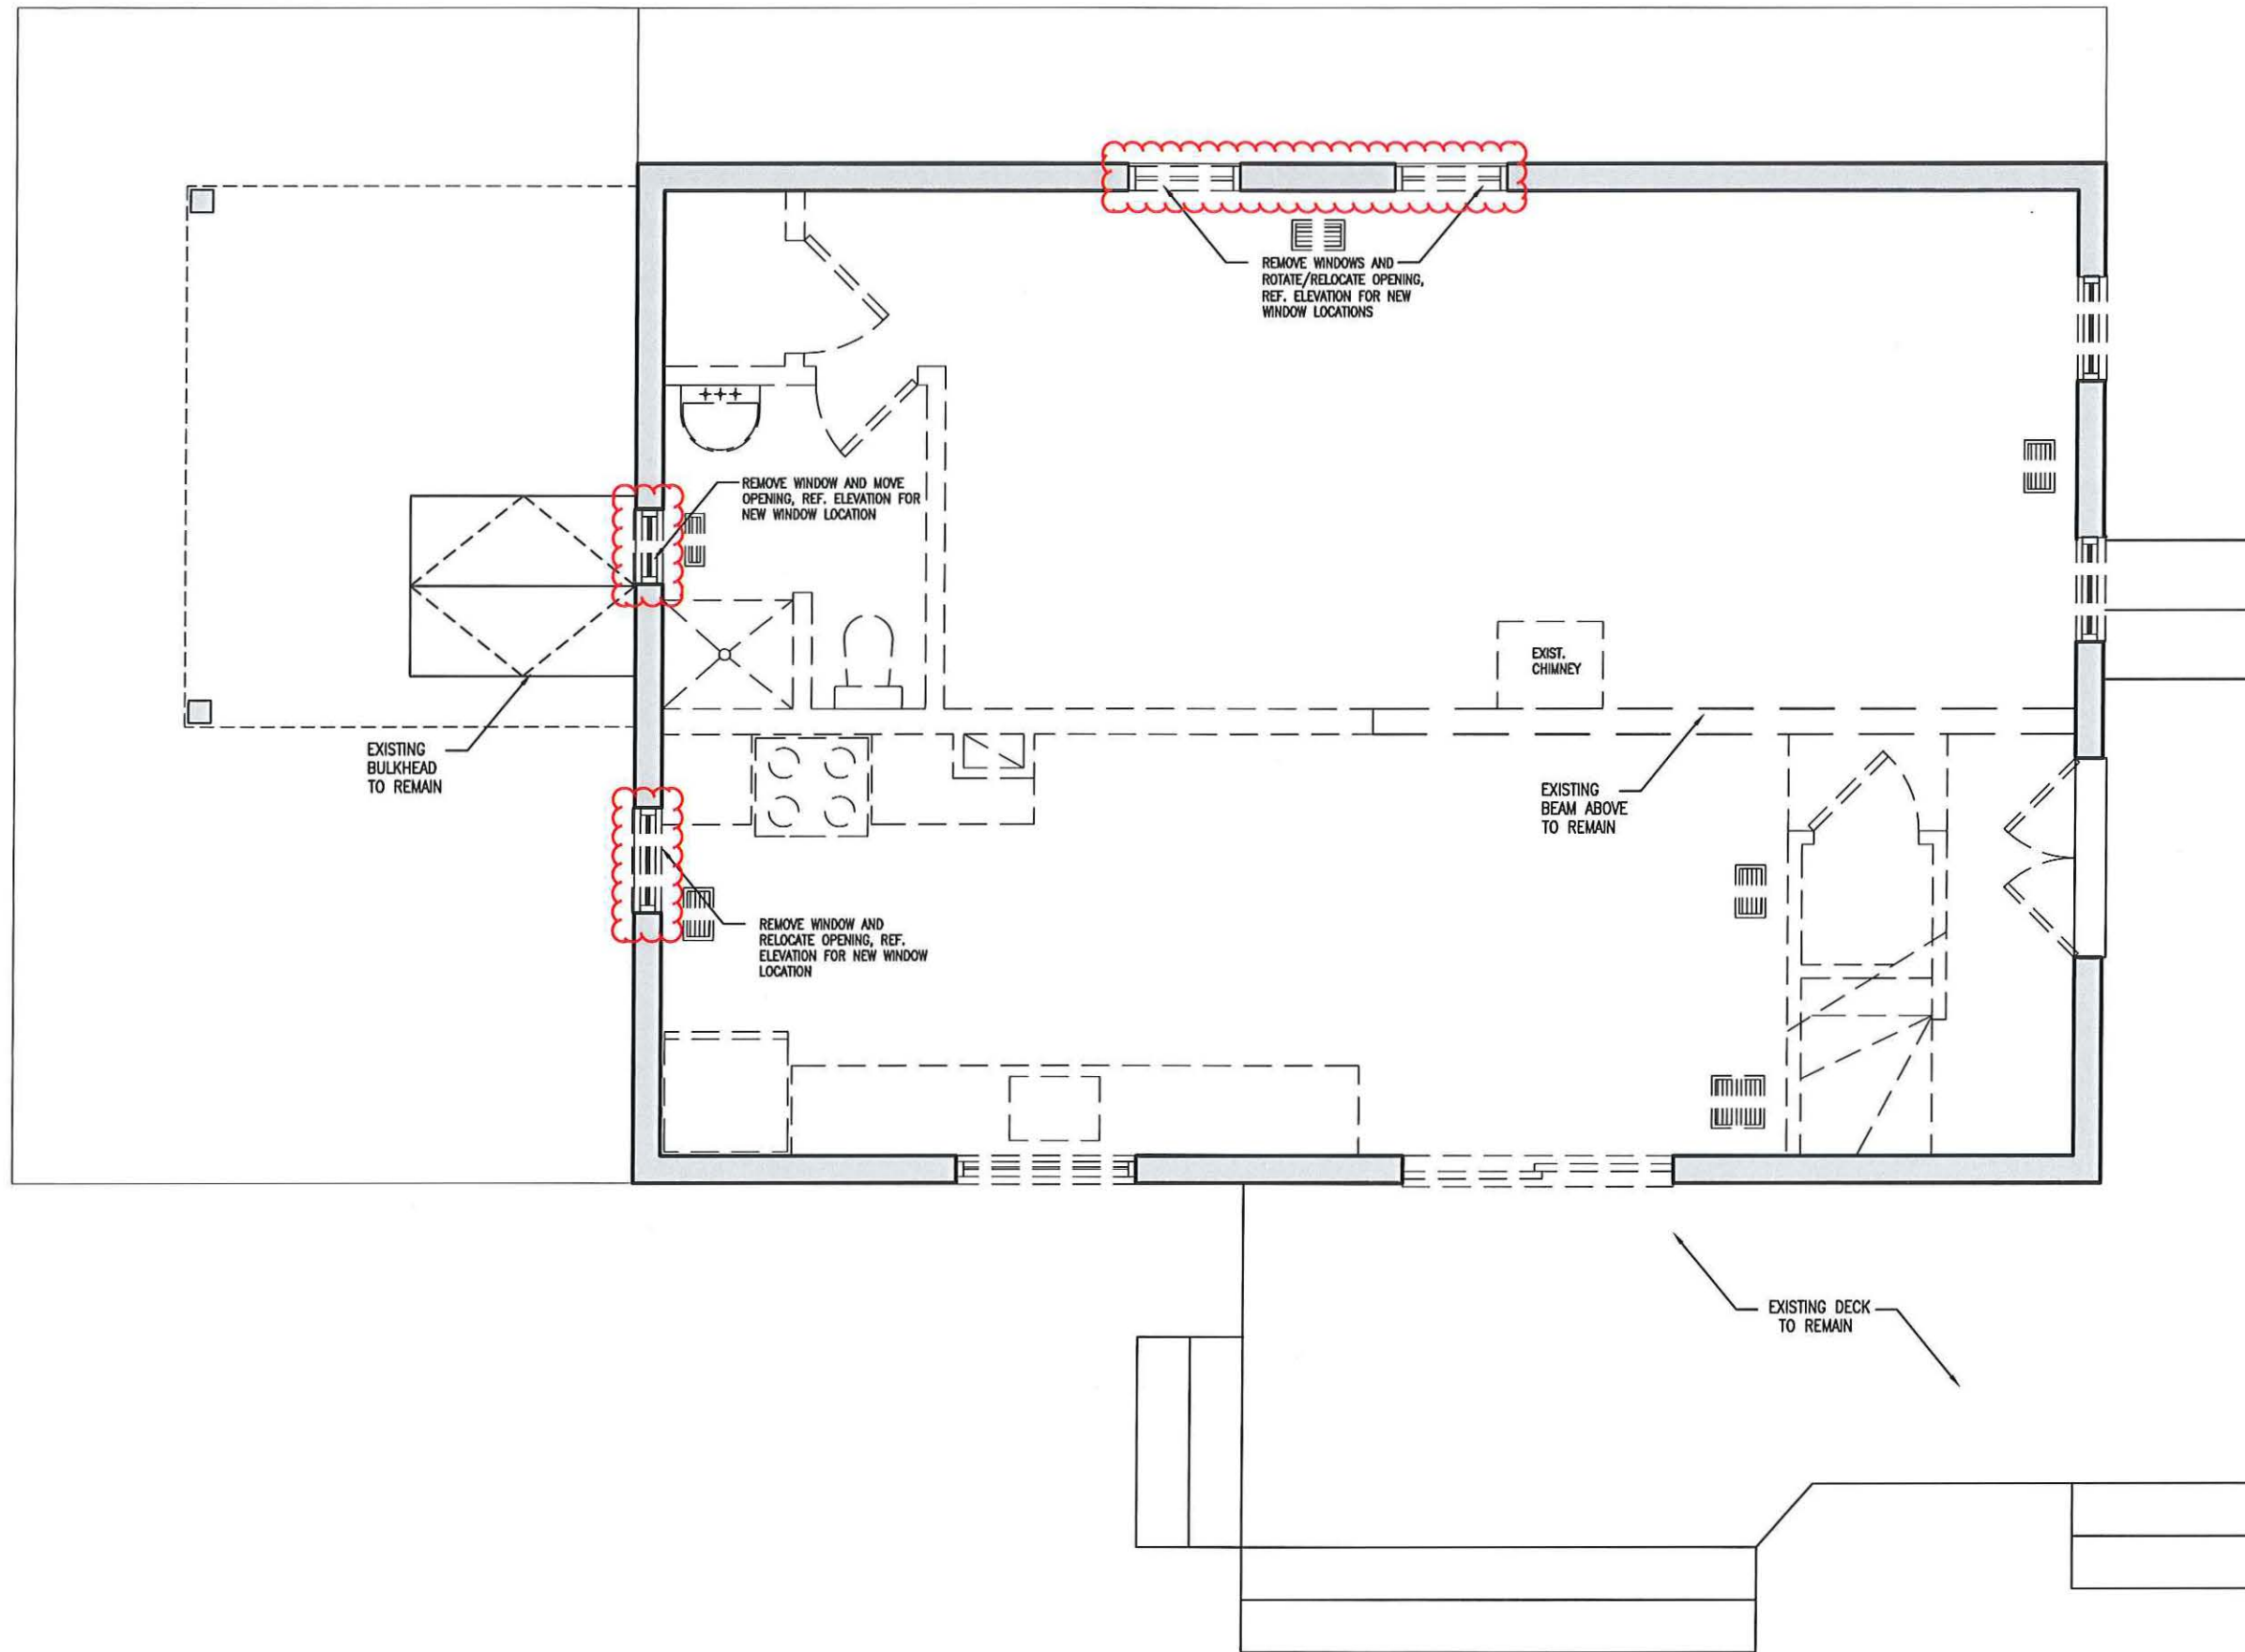 REMOVE WINDOWS AND
ROTATE/RELOCATE OPENING,
REF. ELEVATION FOR NEW
WINDOW LOCATIONS
REMOVE WINDOW AND MOVE
OPENING, REF. ELEVATION FOR
NEW WINDOW LOCATION
EXIST.
CHIMNEY
EXISTING
BULKHEAD
TO REMAIN
EXISTING
BEAM ABOVE
TO REMAIN
REMOVE WINDOW AND
RELOCATE OPENING, REF.
ELEVATION FOR NEW WINDOW
LOCATION
EXISTING DECK
TO REMAIN